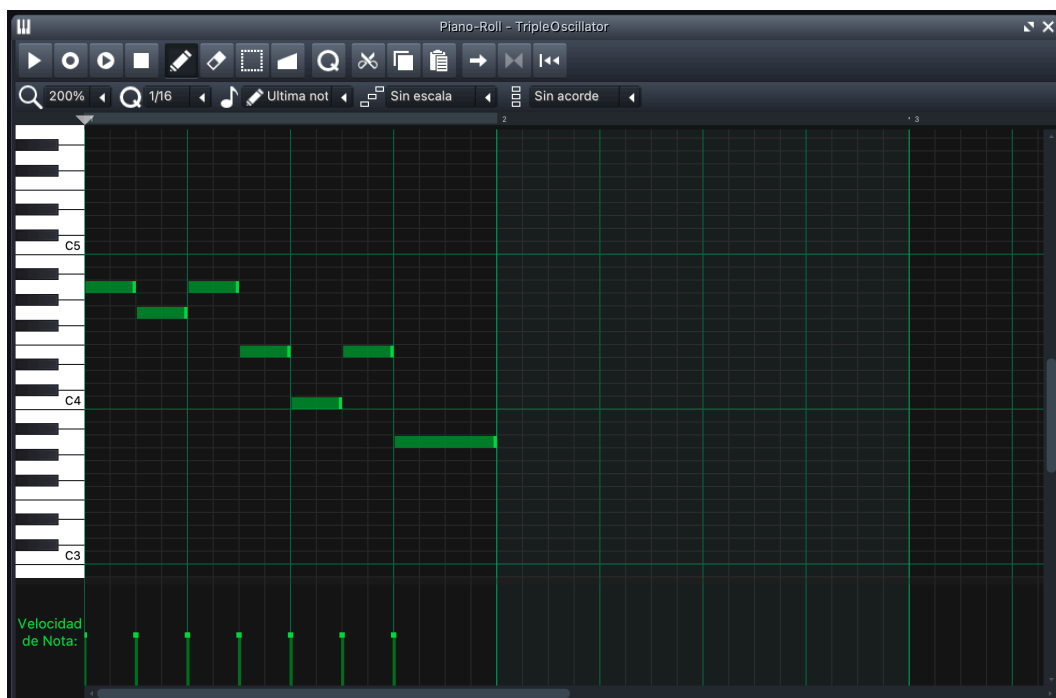 Piano-Roll - TripleOscillator
200% 1/16 Ultima not Sin escala Sin acorde
2 3
C5
C4
C3
Velocidad
de Nota: